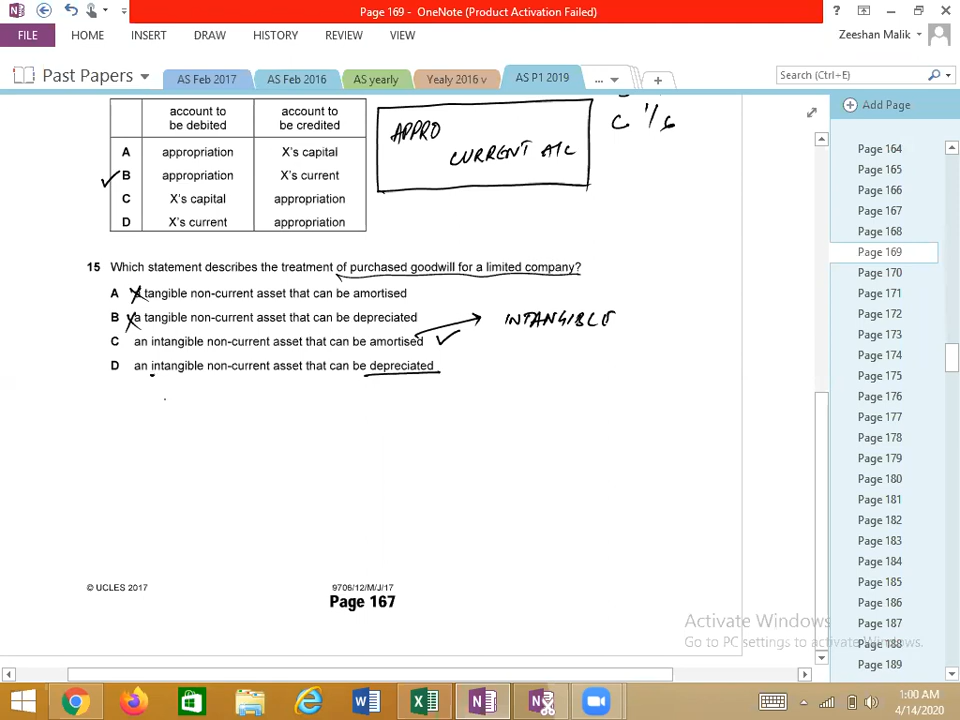 Page 169 - OneNote (Product Activation Failed)
FILE HOME INSERT DRAW HISTORY REVIEW VIEW Zeeshan Malik
Past Papers AS Feb 2017 AS Feb 2016 AS yearly Yealy 2016 v AS P1 2019 ... Search (Ctrl+E)
Add Page
account to be debited
account to be credited
A appropriation X's capital
B appropriation X's current
C X's capital appropriation
D X's current appropriation
APPRO
CURRENT A/C
15 Which statement describes the treatment of purchased goodwill for a limited company?
A a tangible non-current asset that can be amortised
B a tangible non-current asset that can be depreciated
C an intangible non-current asset that can be amortised
D an intangible non-current asset that can be depreciated
INTANGIBLE
© UCLES 2017
9706/12/M/J/17
Page 167
Page 164
Page 165
Page 166
Page 167
Page 168
Page 169
Page 170
Page 171
Page 172
Page 173
Page 174
Page 175
Page 176
Page 177
Page 178
Page 179
Page 180
Page 181
Page 182
Page 183
Page 184
Page 185
Page 186
Page 187
Page 188
Page 189
Activate Windows
Go to PC settings to activate Windows.
1:00 AM
4/14/2020